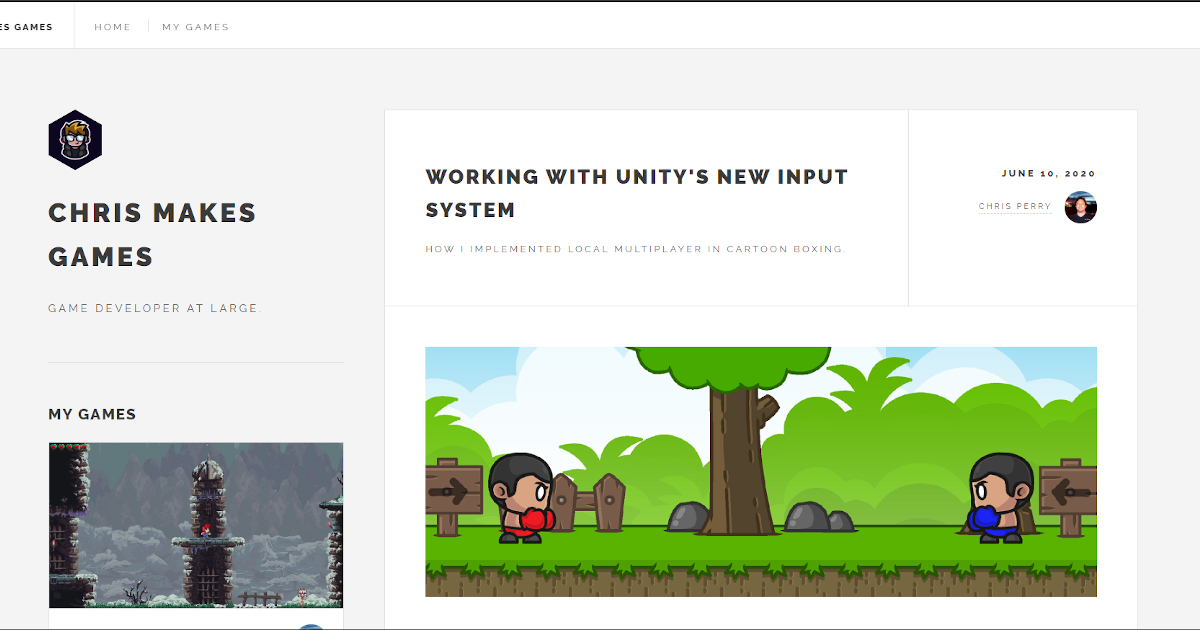 ES GAMES
HOME
MY GAMES
CHRIS MAKES
GAMES
GAME DEVELOPER AT LARGE.
MY GAMES
WORKING WITH UNITY'S NEW INPUT
SYSTEM
HOW I IMPLEMENTED LOCAL MULTIPLAYER IN CARTOON BOXING.
JUNE 10, 2020
CHRIS PERRY